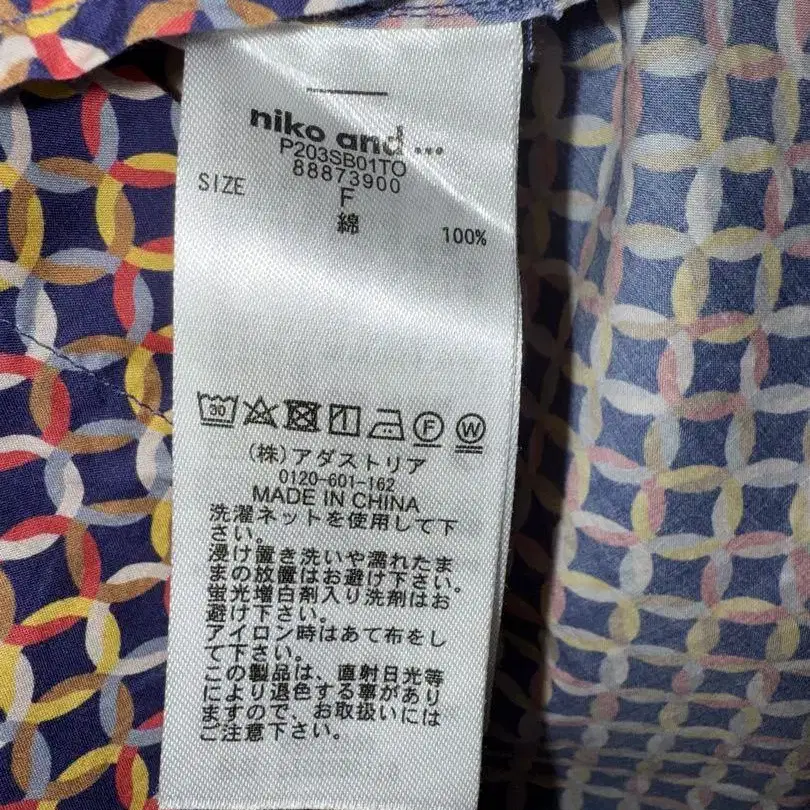 niko and ...
P203SB01TO
88873900
SIZE
F
綿 100%
30
F W
(株)アダストリア
0120-601-162
MADE IN CHINA
洗濯ネットを使用して下
さい。
浸け置き洗いや濡れたま
まの放置はお避け下さい。
蛍光増白剤入り洗剤はお
避け下さい。
アイロン時はあて布をし
て下さい。
この製品は、直射日光等
により退色する事があり
ますので、お取扱いには
ご注意下さい。